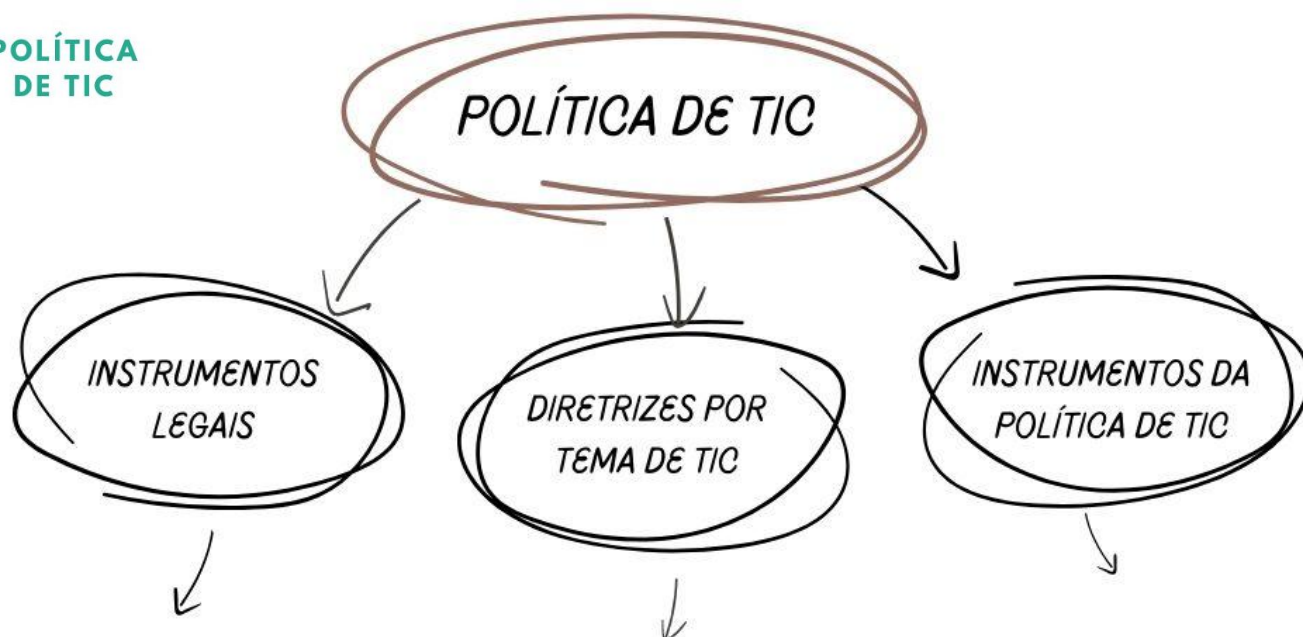 POLÍTICA
DE TIC
POLÍTICA DE TIC
INSTRUMENTOS
LEGAIS
DIRETRIZES POR
TEMA DE TIC
INSTRUMENTOS DA
POLÍTICA DE TIC